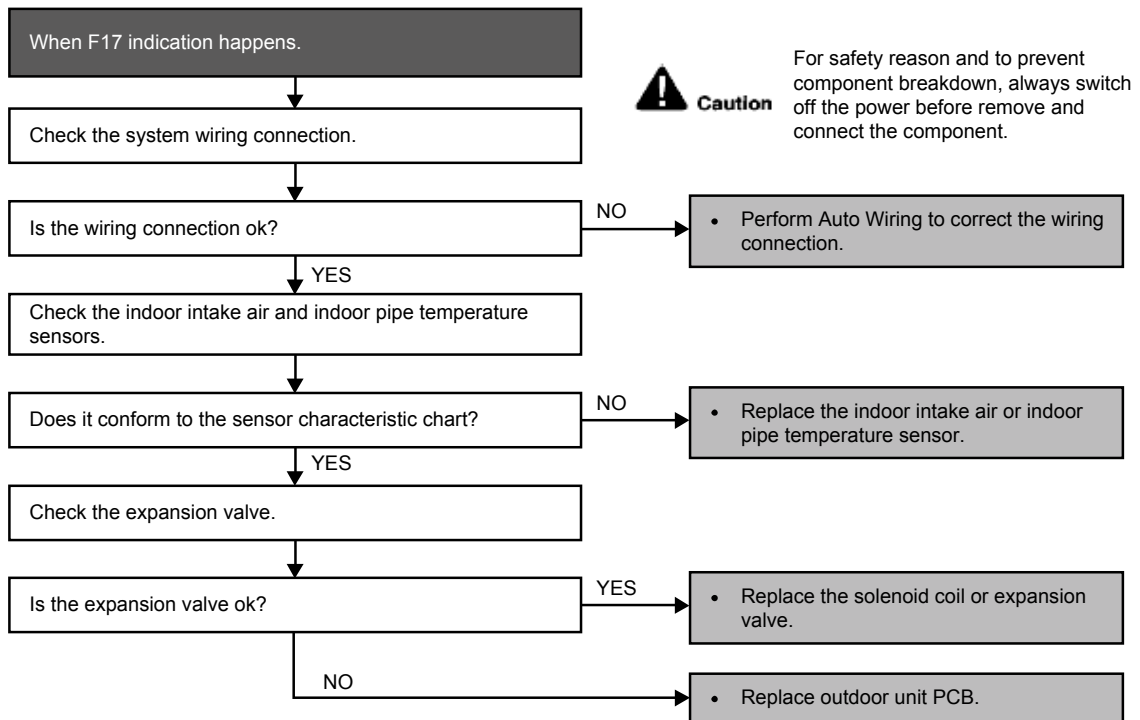 When F17 indication happens.
For safety reason and to prevent
component breakdown, always switch
off the power before remove and
connect the component.
Caution
Check the system wiring connection.
Is the wiring connection ok?
NO
• Perform Auto Wiring to correct the wiring
connection.
YES
Check the indoor intake air and indoor pipe temperature
sensors.
Does it conform to the sensor characteristic chart?
NO
• Replace the indoor intake air or indoor
pipe temperature sensor.
YES
Check the expansion valve.
Is the expansion valve ok?
YES
• Replace the solenoid coil or expansion
valve.
NO
• Replace outdoor unit PCB.